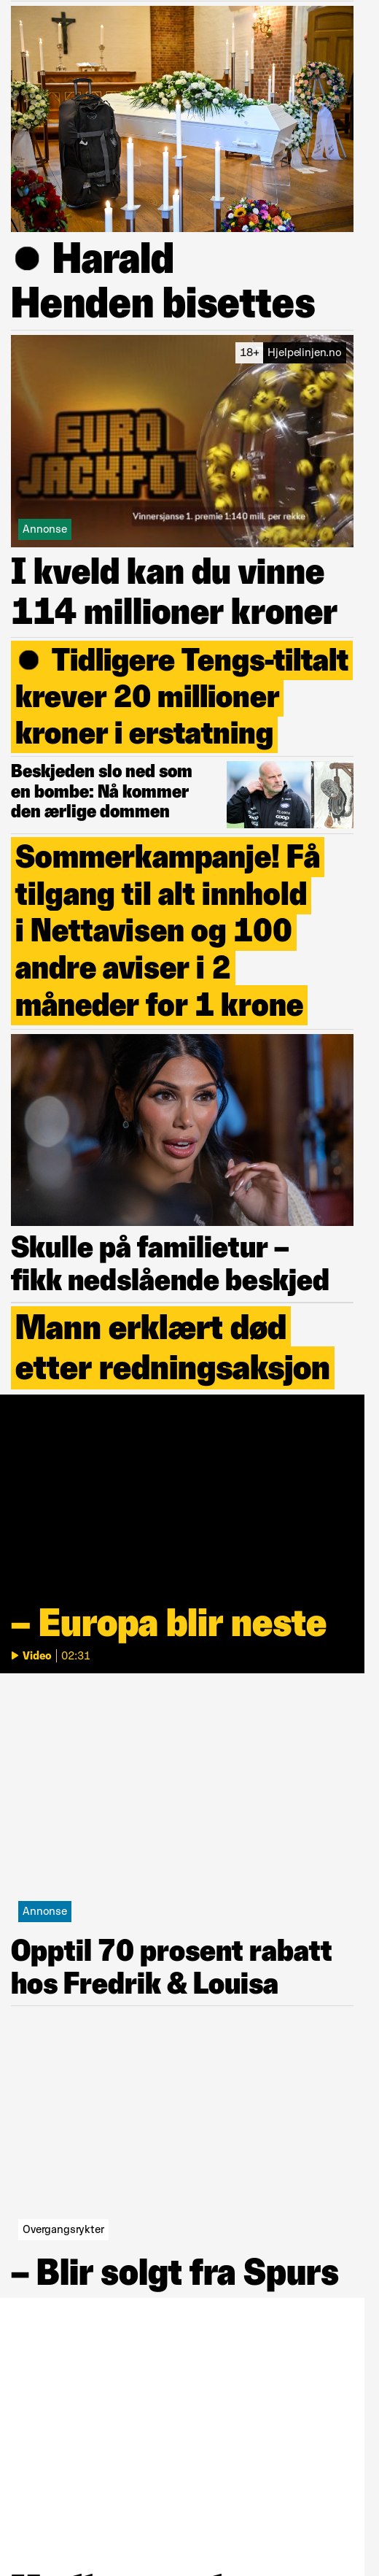 Harald
Henden bisettes
18+ Hjelpelinjen.no
EURO
JACKPOT
Vinnersjanse 1. premie 1:140 mill. per rekke
Annonse
I kveld kan du vinne
114 millioner kroner
Tidligere Tengs-tiltalt
krever 20 millioner
kroner i erstatning
Beskjeden slo ned som
en bombe: Nå kommer
den ærlige dommen
Sommerkampanje! Få
tilgang til alt innhold
i Nettavisen og 100
andre aviser i 2
måneder for 1 krone
Skulle på familietur –
fikk nedslående beskjed
Mann erklært død
etter redningsaksjon
– Europa blir neste
Video | 02:31
Annonse
Opptil 70 prosent rabatt
hos Fredrik & Louisa
Overgangsrykter
– Blir solgt fra Spurs